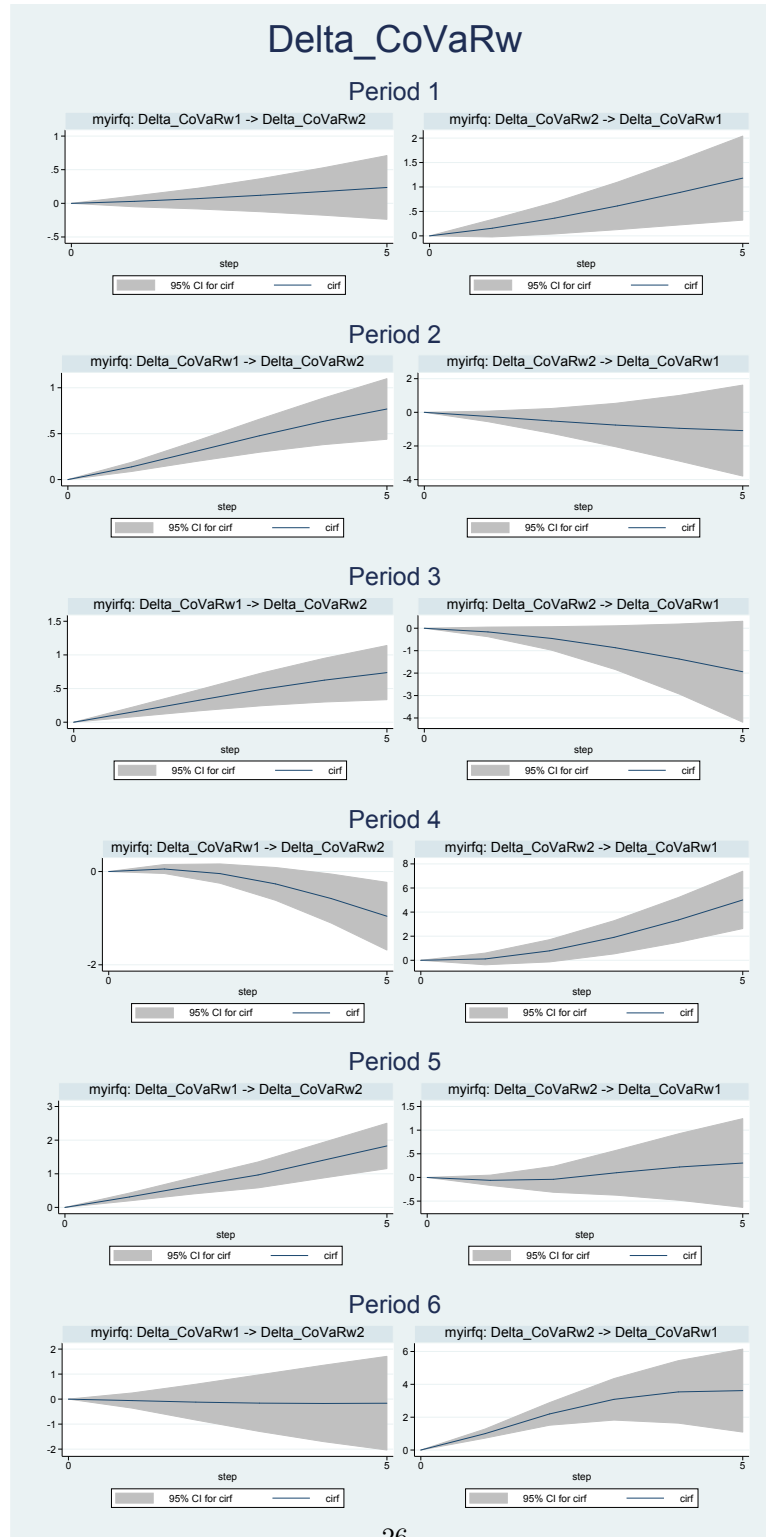 Delta_CoVaRw
Period 1
myirfq: Delta_CoVaRw1 -> Delta_CoVaRw2
1
.5
0
-.5
0 5
step
95% CI for cirf cirf
myirfq: Delta_CoVaRw2 -> Delta_CoVaRw1
2
1.5
1
.5
0
0 5
step
95% CI for cirf cirf
Period 2
myirfq: Delta_CoVaRw1 -> Delta_CoVaRw2
1
.5
0
0 5
step
95% CI for cirf cirf
myirfq: Delta_CoVaRw2 -> Delta_CoVaRw1
2
0
-2
-4
0 5
step
95% CI for cirf cirf
Period 3
myirfq: Delta_CoVaRw1 -> Delta_CoVaRw2
1.5
1
.5
0
0 5
step
95% CI for cirf cirf
myirfq: Delta_CoVaRw2 -> Delta_CoVaRw1
0
-1
-2
-3
-4
0 5
step
95% CI for cirf cirf
Period 4
myirfq: Delta_CoVaRw1 -> Delta_CoVaRw2
0
-2
0 5
step
95% CI for cirf cirf
myirfq: Delta_CoVaRw2 -> Delta_CoVaRw1
8
6
4
2
0
0 5
step
95% CI for cirf cirf
Period 5
myirfq: Delta_CoVaRw1 -> Delta_CoVaRw2
3
2
1
0
0 5
step
95% CI for cirf cirf
myirfq: Delta_CoVaRw2 -> Delta_CoVaRw1
1.5
1
.5
0
-.5
0 5
step
95% CI for cirf cirf
Period 6
myirfq: Delta_CoVaRw1 -> Delta_CoVaRw2
2
1
0
-1
-2
0 5
step
95% CI for cirf cirf
myirfq: Delta_CoVaRw2 -> Delta_CoVaRw1
6
4
2
0
0 5
step
95% CI for cirf cirf
26